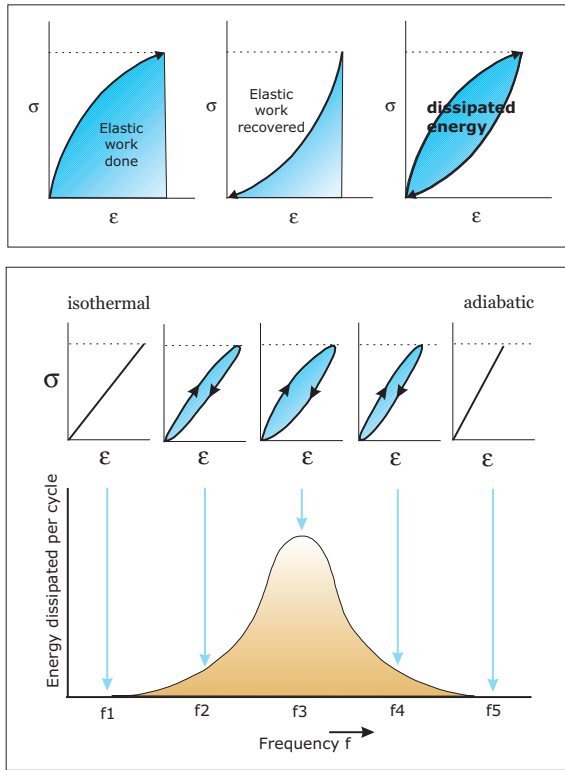 σ
Elastic
work
done
ε
σ
Elastic
work
recovered
ε
σ
dissipated
energy
ε
isothermal
adiabatic
σ
ε
ε
ε
ε
ε
Energy dissipated per cycle
f1
f2
f3
f4
f5
Frequency f